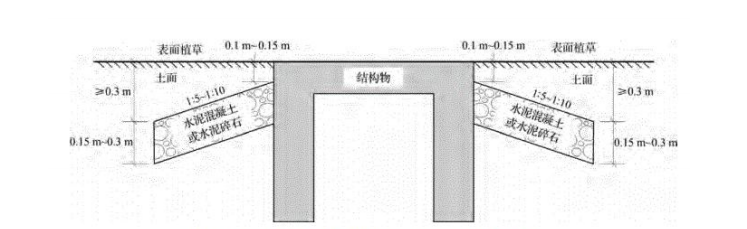 表面植草
0.1 m~0.15 m
0.1 m~0.15 m
表面植草
土面
结构物
土面
≥0.3 m
1:5~1:10
1:5~1:10
≥0.3 m
水泥混凝土
或水泥碎石
水泥混凝土
或水泥碎石
0.15 m~0.3 m
0.15 m~0.3 m